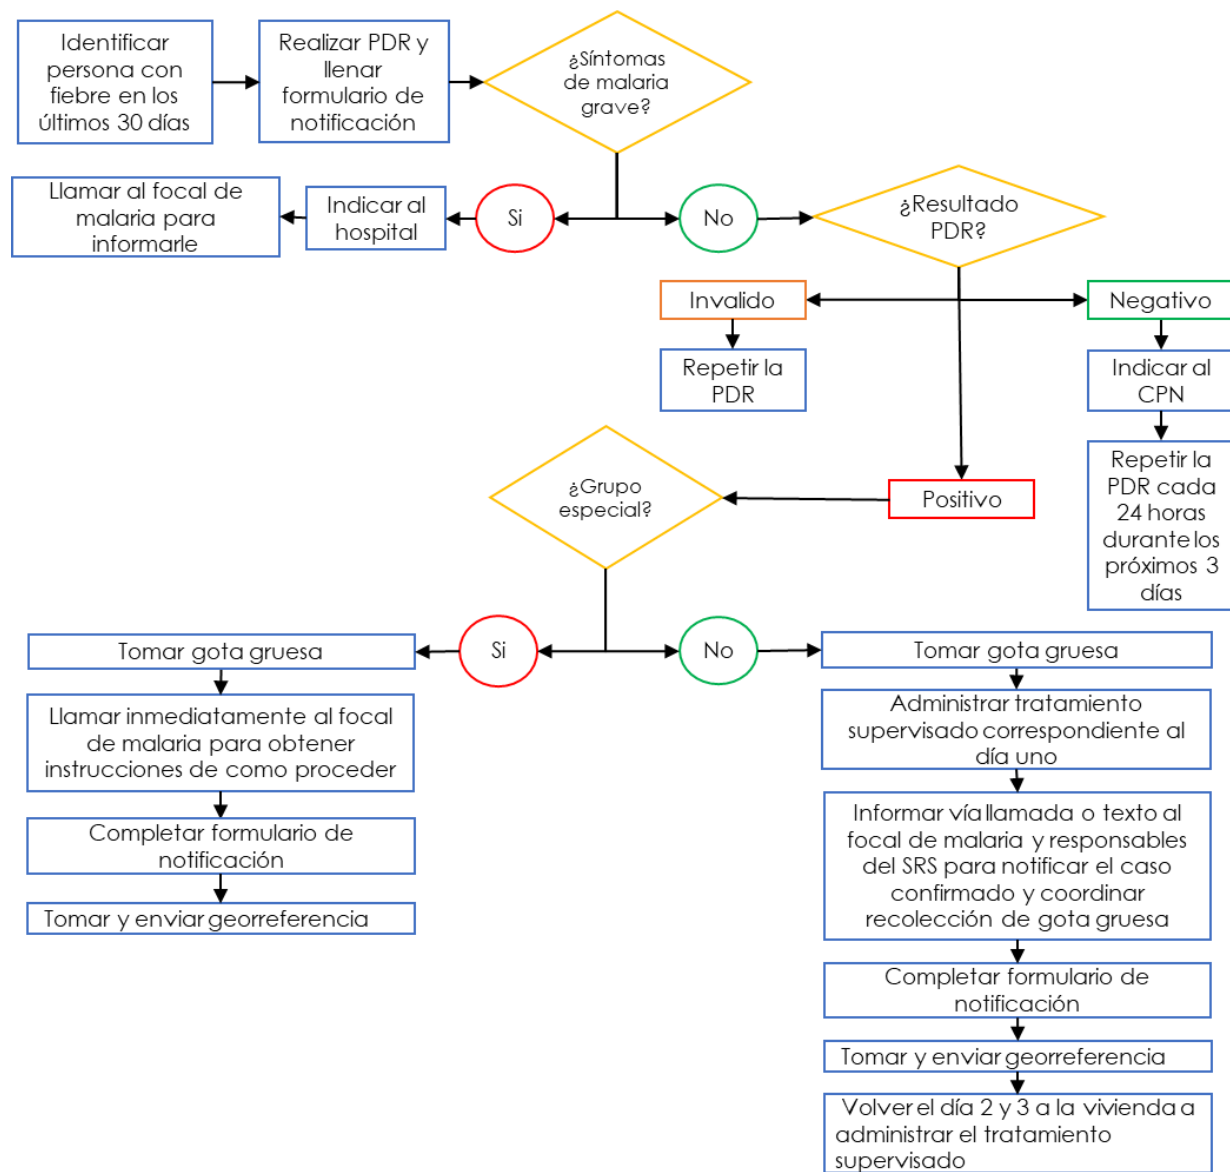 Identificar
persona con
fiebre en los
últimos 30 días
Realizar PDR y
llenar
formulario de
notificación
¿Síntomas
de malaria
grave?
Llamar al focal de
malaria para
informarle
Indicar al
hospital
Si
No
¿Resultado
PDR?
Invalido
Negativo
Repetir la
PDR
Indicar al
CPN
Repetir la
PDR cada
24 horas
durante los
próximos 3
días
Positivo
¿Grupo
especial?
Si
No
Tomar gota gruesa
Llamar inmediatamente al focal
de malaria para obtener
instrucciones de como proceder
Completar formulario de
notificación
Tomar y enviar georreferencia
Tomar gota gruesa
Administrar tratamiento
supervisado correspondiente al
día uno
Informar vía llamada o texto al
focal de malaria y responsables
del SRS para notificar el caso
confirmado y coordinar
recolección de gota gruesa
Completar formulario de
notificación
Tomar y enviar georreferencia
Volver el día 2 y 3 a la vivienda a
administrar el tratamiento
supervisado